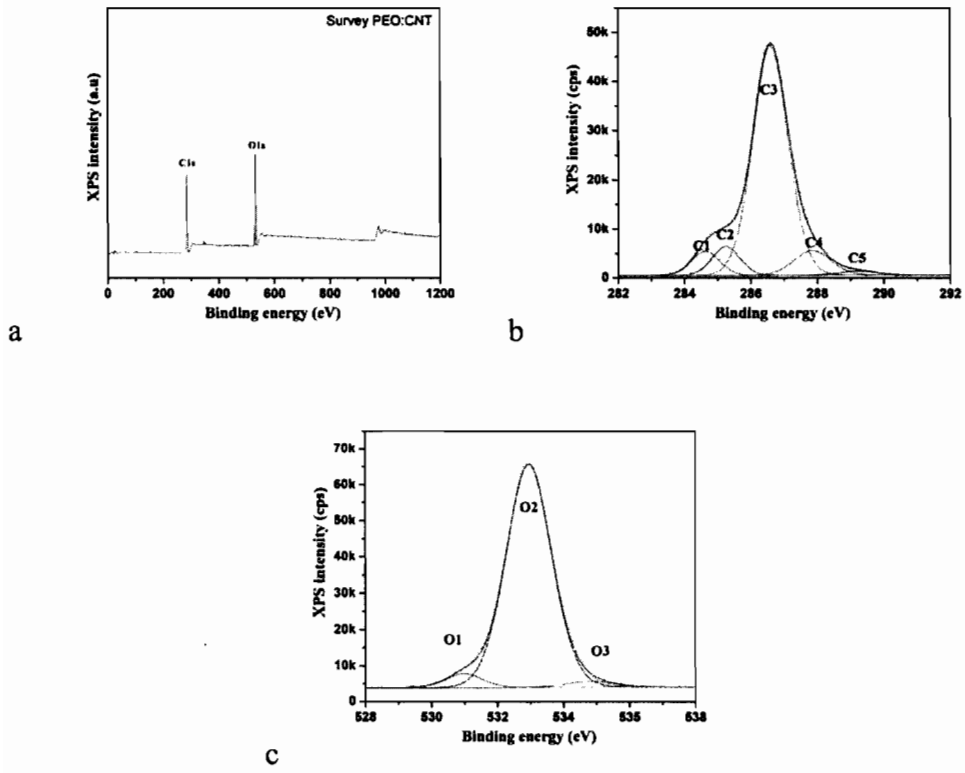 Survey PEO:CNT
XPS intensity (a.u)
C1s
O1s
0 200 400 600 800 1000 1200
Binding energy (eV)
a
50k
40k
30k
20k
10k
0
XPS intensity (cps)
C3
C1
C2
C4
C5
282 284 286 288 290 292
Binding energy (eV)
b
70k
60k
50k
40k
30k
20k
10k
0
XPS intensity (cps)
O2
O1
O3
528 530 532 534 535 538
Binding energy (eV)
c